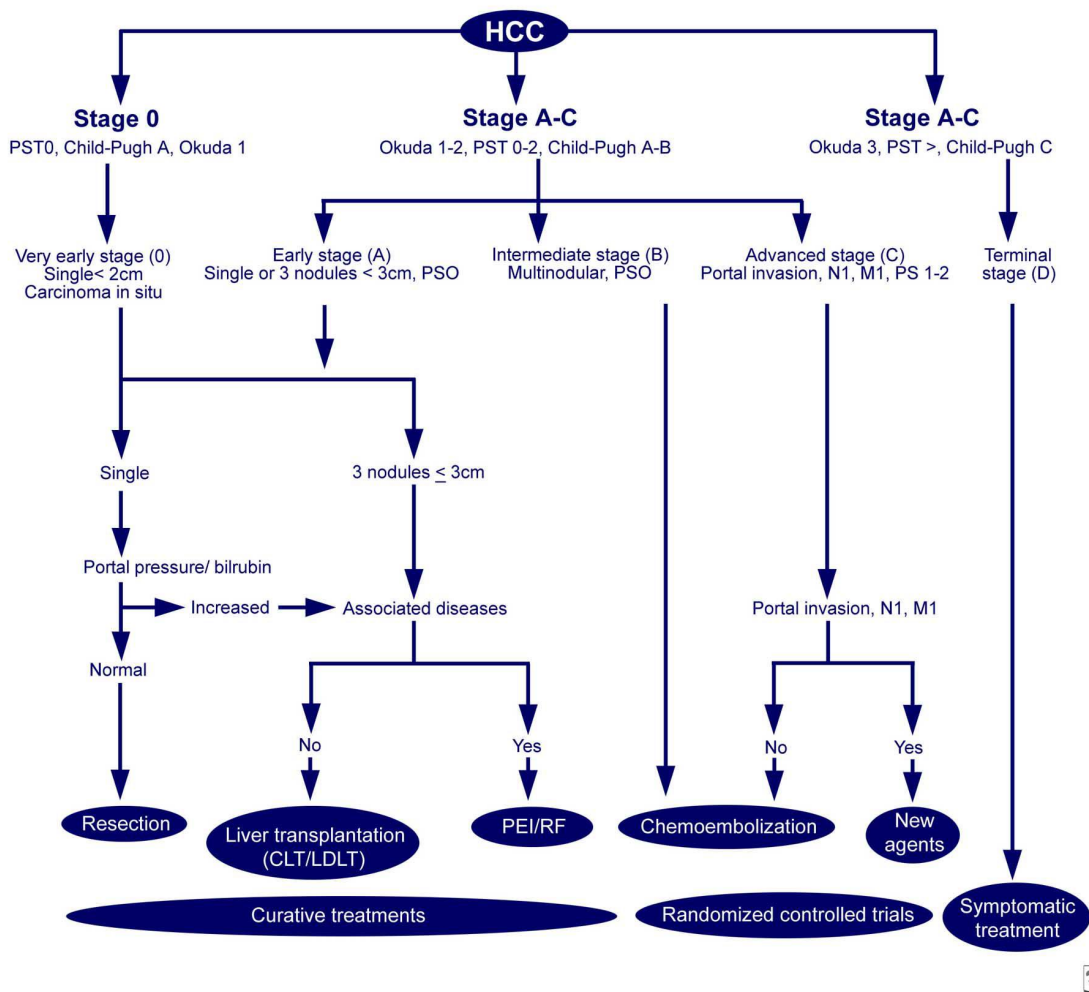 HCC
Stage 0
PST0, Child-Pugh A, Okuda 1
Stage A-C
Okuda 1-2, PST 0-2, Child-Pugh A-B
Stage A-C
Okuda 3, PST >, Child-Pugh C
Very early stage (0)
Single< 2cm
Carcinoma in situ
Early stage (A)
Single or 3 nodules < 3cm, PSO
Intermediate stage (B)
Multinodular, PSO
Advanced stage (C)
Portal invasion, N1, M1, PS 1-2
Terminal
stage (D)
Single
3 nodules ≤ 3cm
Portal pressure/ bilrubin
Increased
Associated diseases
Portal invasion, N1, M1
Normal
No
Yes
No
Yes
Resection
Liver transplantation
(CLT/LDLT)
PEI/RF
Chemoembolization
New
agents
Curative treatments
Randomized controlled trials
Symptomatic
treatment